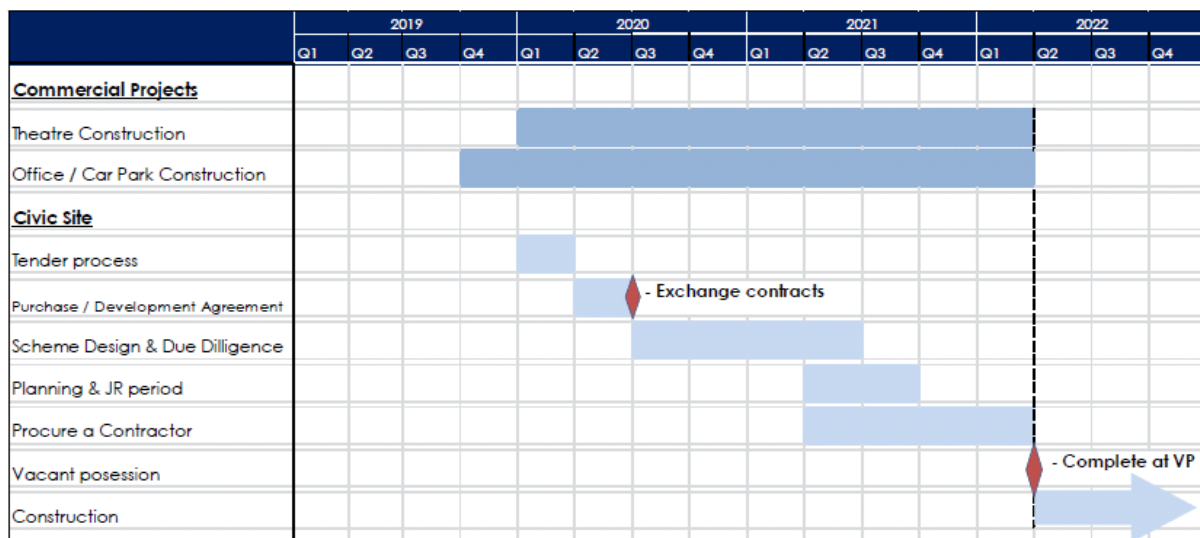 2019 2020 2021 2022
Q1 Q2 Q3 Q4 Q1 Q2 Q3 Q4 Q1 Q2 Q3 Q4 Q1 Q2 Q3 Q4
Commercial Projects
Theatre Construction
Office / Car Park Construction
Civic Site
Tender process
Purchase / Development Agreement - Exchange contracts
Scheme Design & Due Dilligence
Planning & JR period
Procure a Contractor
Vacant posession - Complete at VP
Construction